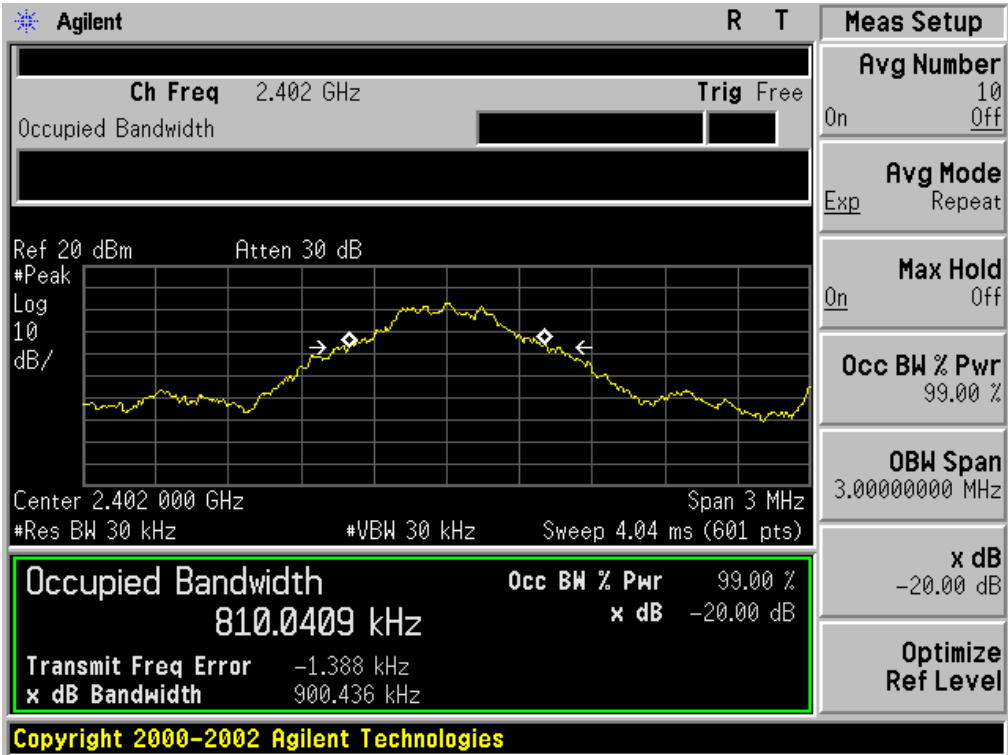 Agilent R T
Ch Freq 2.402 GHz Trig Free
Occupied Bandwidth
Ref 20 dBm Atten 30 dB
#Peak
Log
10
dB/
Center 2.402 000 GHz Span 3 MHz
#Res BW 30 kHz #VBW 30 kHz Sweep 4.04 ms (601 pts)
Occupied Bandwidth Occ BW % Pwr 99.00 %
810.0409 kHz x dB -20.00 dB
Transmit Freq Error -1.388 kHz
x dB Bandwidth 900.436 kHz
Copyright 2000-2002 Agilent Technologies
Meas Setup
Avg Number
10
On Off
Avg Mode
Exp Repeat
Max Hold
On Off
Occ BW % Pwr
99.00 %
OBW Span
3.00000000 MHz
x dB
-20.00 dB
Optimize
Ref Level